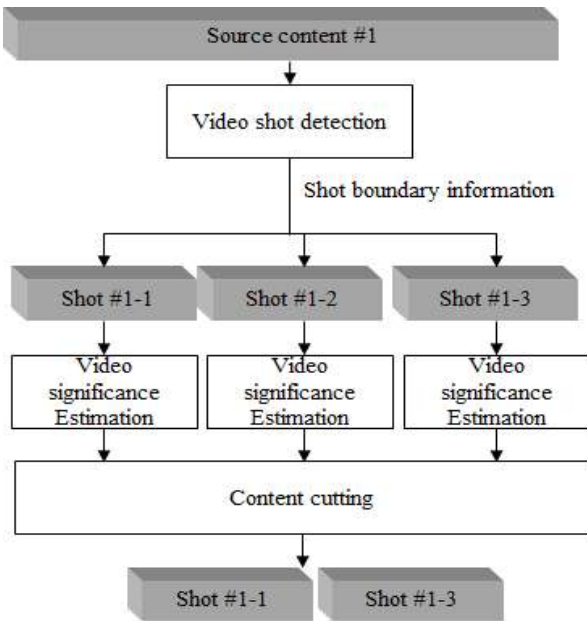 Source content #1
Video shot detection
Shot boundary information
Shot #1-1
Shot #1-2
Shot #1-3
Video
significance
Estimation
Video
significance
Estimation
Video
significance
Estimation
Content cutting
Shot #1-1
Shot #1-3